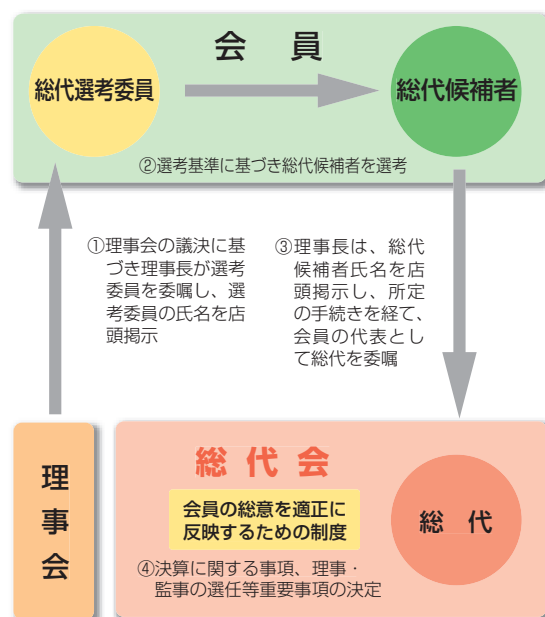 会　員
総代選考委員
総代候補者
②選考基準に基づき総代候補者を選考
①理事会の議決に基
づき理事長が選考
委員を委嘱し、選
考委員の氏名を店
頭掲示
③理事長は、総代
候補者氏名を店
頭掲示し、所定
の手続きを経て、
会員の代表とし
て総代を委嘱
理
事
会
総代会
会員の総意を適正に
反映するための制度
総　代
④決算に関する事項、理事・
監事の選任等重要事項の決定